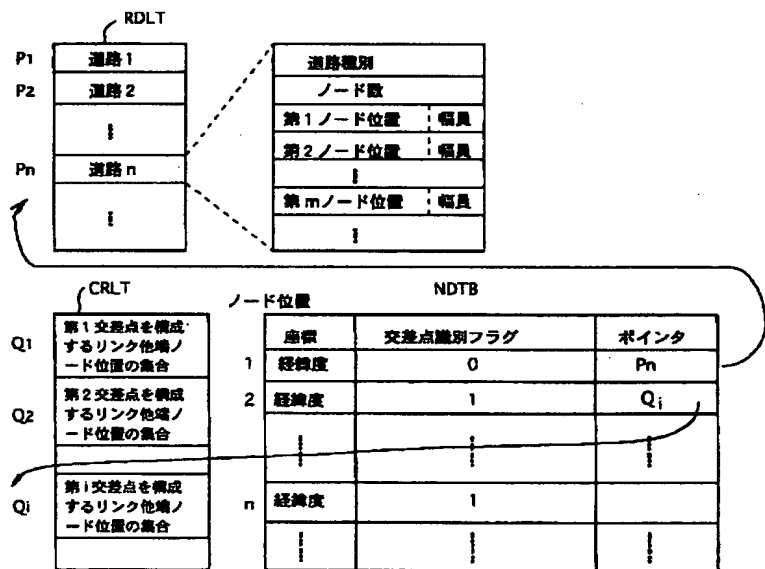 RDLT
P1 道路1
P2 道路2
Pn 道路n
道路種別
ノード数
第1ノード位置 幅員
第2ノード位置 幅員
第mノード位置 幅員
CRLT
Q1 第1交差点を構成
するリンク他端ノ
ード位置の集合
Q2 第2交差点を構成
するリンク他端ノ
ード位置の集合
Qi 第i交差点を構成
するリンク他端ノ
ード位置の集合
ノード位置 NDTB
座標 交差点識別フラグ ポインタ
1 経緯度 0 Pn
2 経緯度 1 Qi
n 経緯度 1